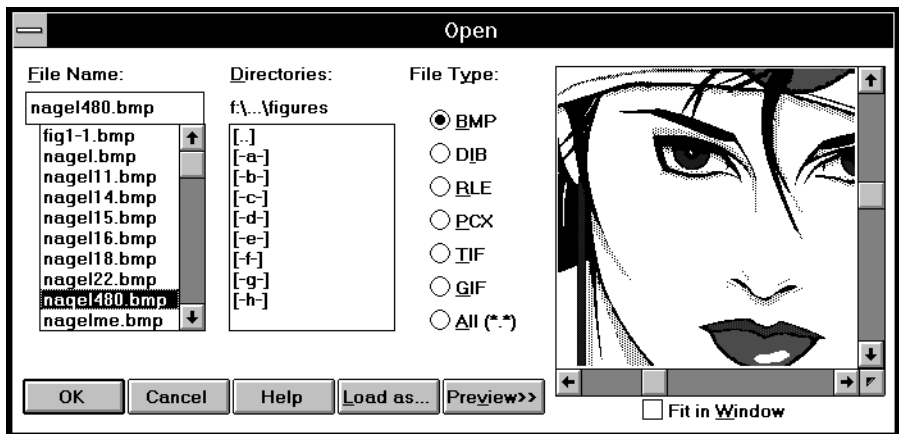 Open
File Name:
nagel480.bmp
fig1-1.bmp
nagel.bmp
nagel11.bmp
nagel14.bmp
nagel15.bmp
nagel16.bmp
nagel18.bmp
nagel22.bmp
nagel480.bmp
nagelme.bmp
Directories:
f:\...\figures
[..]
[-a-]
[-b-]
[-c-]
[-d-]
[-e-]
[-f-]
[-g-]
[-h-]
File Type:
BMP
DIB
RLE
PCX
TIF
GIF
All (*.*)
OK
Cancel
Help
Load as...
Preview>>
Fit in Window